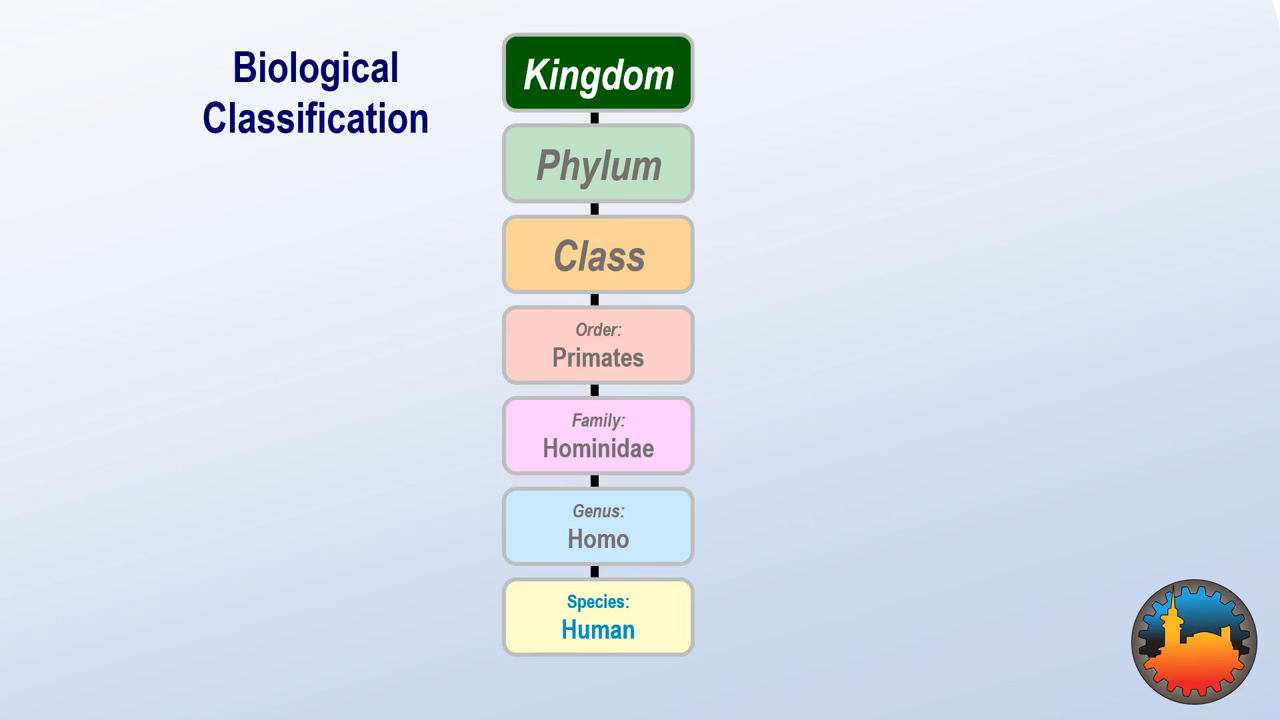 Biological
Classification
Kingdom
Phylum
Class
Order:
Primates
Family:
Hominidae
Genus:
Homo
Species:
Human